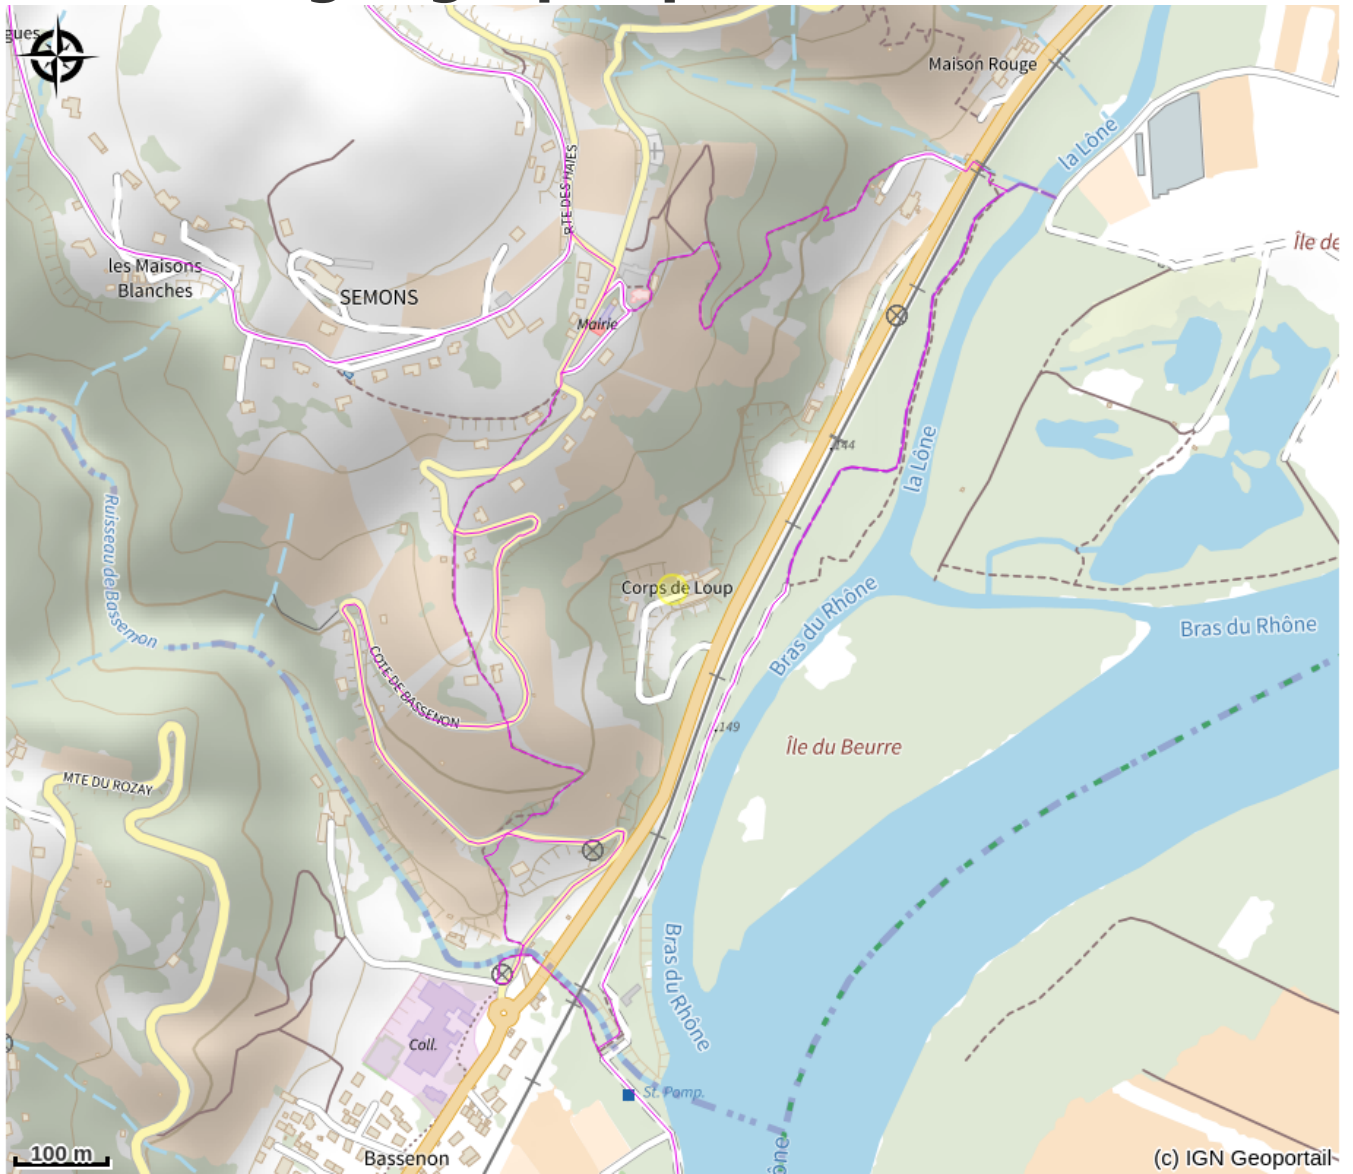 gues
Maison Rouge
la Lône
RTE DES HAIES
Île de
les Maisons
Blanches
SEMONS
Mairie
144
la Lône
Ruisseau de Bassemon
Corps de Loup
Bras du Rhône
Bras du Rhône
COTE DE BASSENON
149
Île du Beurre
MTE DU ROZAY
Bras du Rhône
Coll.
St. Pomp.
100 m
Bassenon
(c) IGN Geoportail